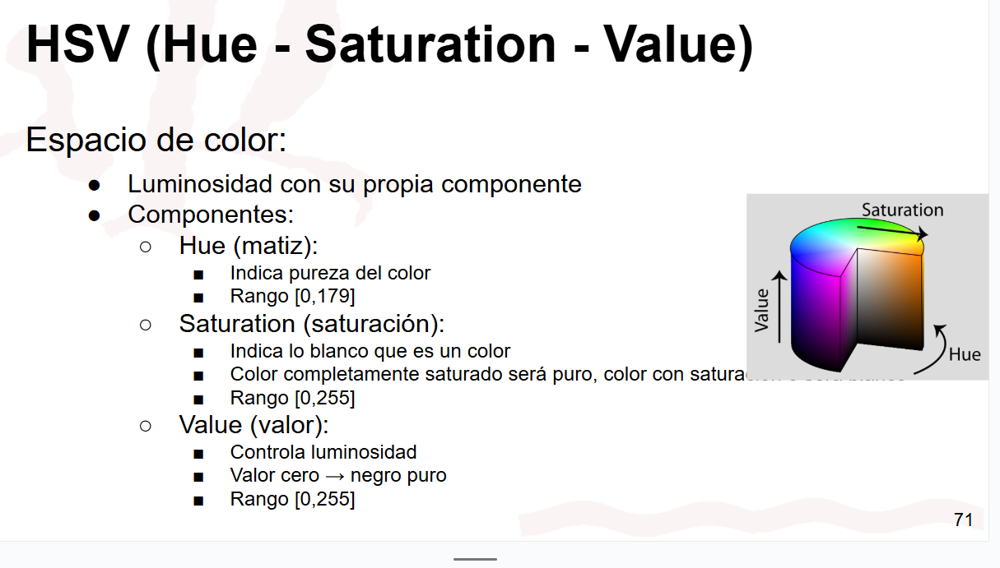 HSV (Hue - Saturation - Value)
Espacio de color:
● Luminosidad con su propia componente
● Componentes:
○ Hue (matiz):
■ Indica pureza del color
■ Rango [0,179]
○ Saturation (saturación):
■ Indica lo blanco que es un color
■ Color completamente saturado será puro, color con
■ Rango [0,255]
○ Value (valor):
■ Controla luminosidad
■ Valor cero → negro puro
■ Rango [0,255]
Saturation
Value
Hue
71